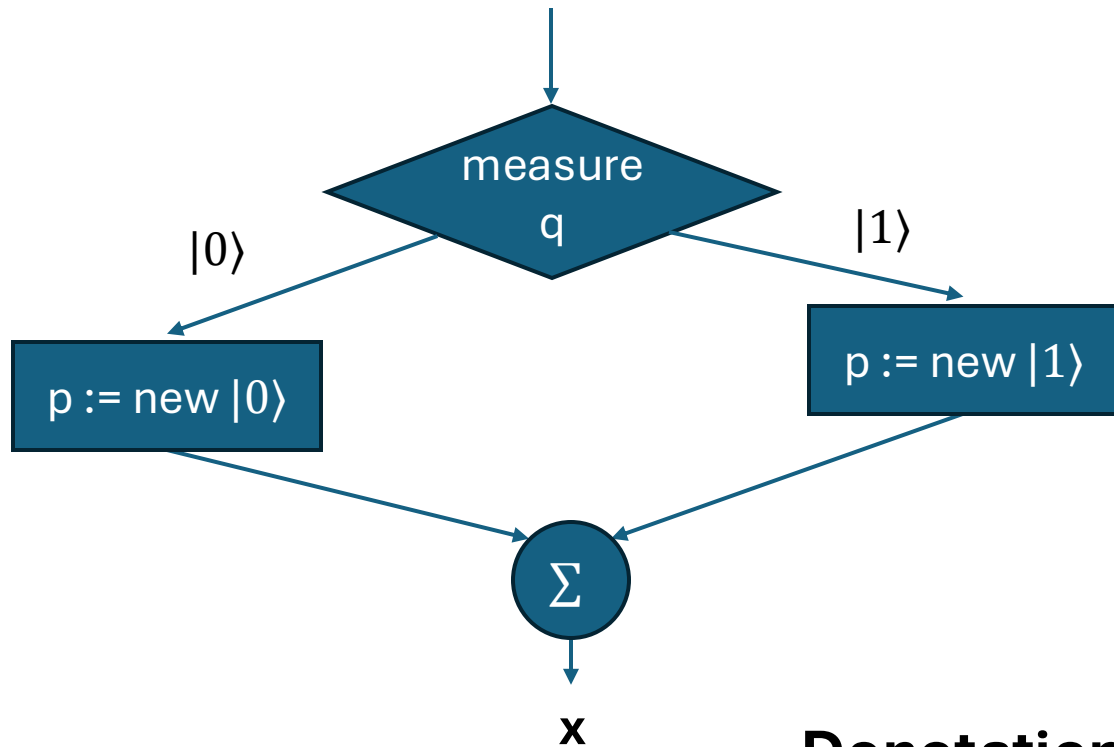 measure
q
|0⟩
|1⟩
p := new |0⟩
p := new |1⟩
Σ
x